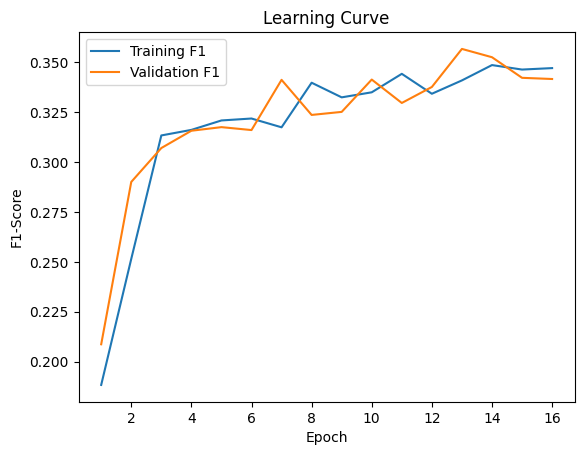 Learning Curve
Training F1
Validation F1
F1-Score
0.350
0.325
0.300
0.275
0.250
0.225
0.200
2 4 6 8 10 12 14 16
Epoch